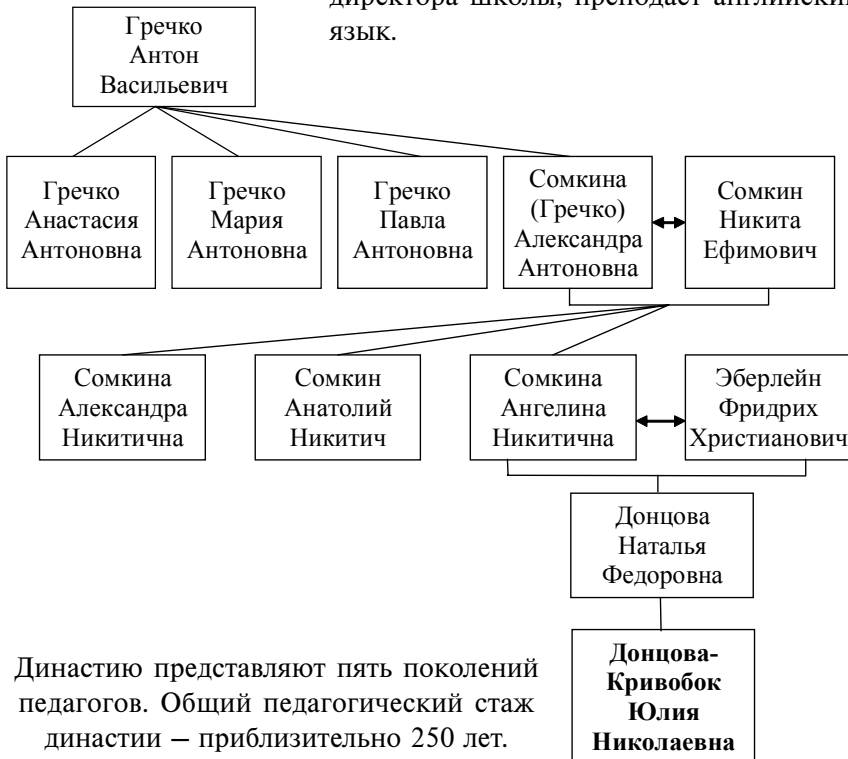 директора школы, преподает английский
язык.
Гречко
Антон
Васильевич
Гречко
Анастасия
Антоновна
Гречко
Мария
Антоновна
Гречко
Павла
Антоновна
Сомкина
(Гречко)
Александра
Антоновна
Сомкин
Никита
Ефимович
Сомкина
Александра
Никитична
Сомкин
Анатолий
Никитич
Сомкина
Ангелина
Никитична
Эберлейн
Фридрих
Христианович
Донцова
Наталья
Федоровна
Донцова-
Кривобок
Юлия
Николаевна
Династию представляют пять поколений
педагогов. Общий педагогический стаж
династии – приблизительно 250 лет.